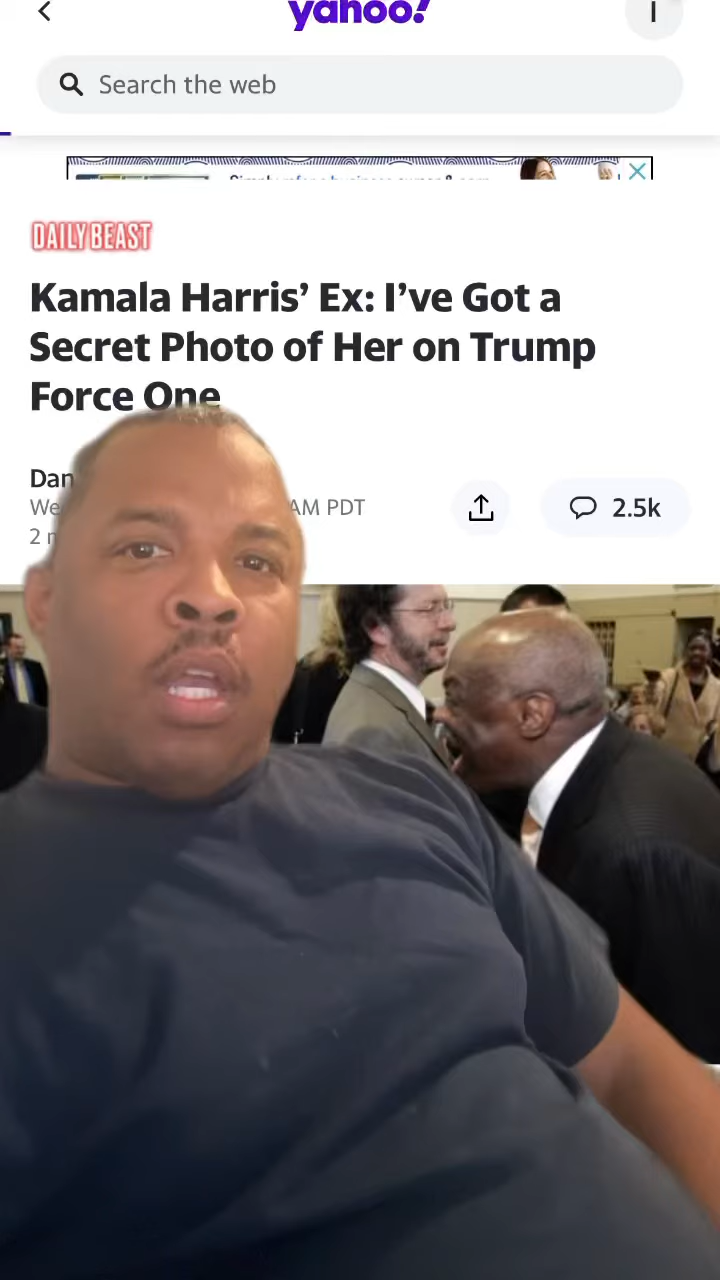 yahoo!
Search the web
DAILY BEAST
Kamala Harris’ Ex: I’ve Got a
Secret Photo of Her on Trump
Force One
Dan
We AM PDT
2.5k
2